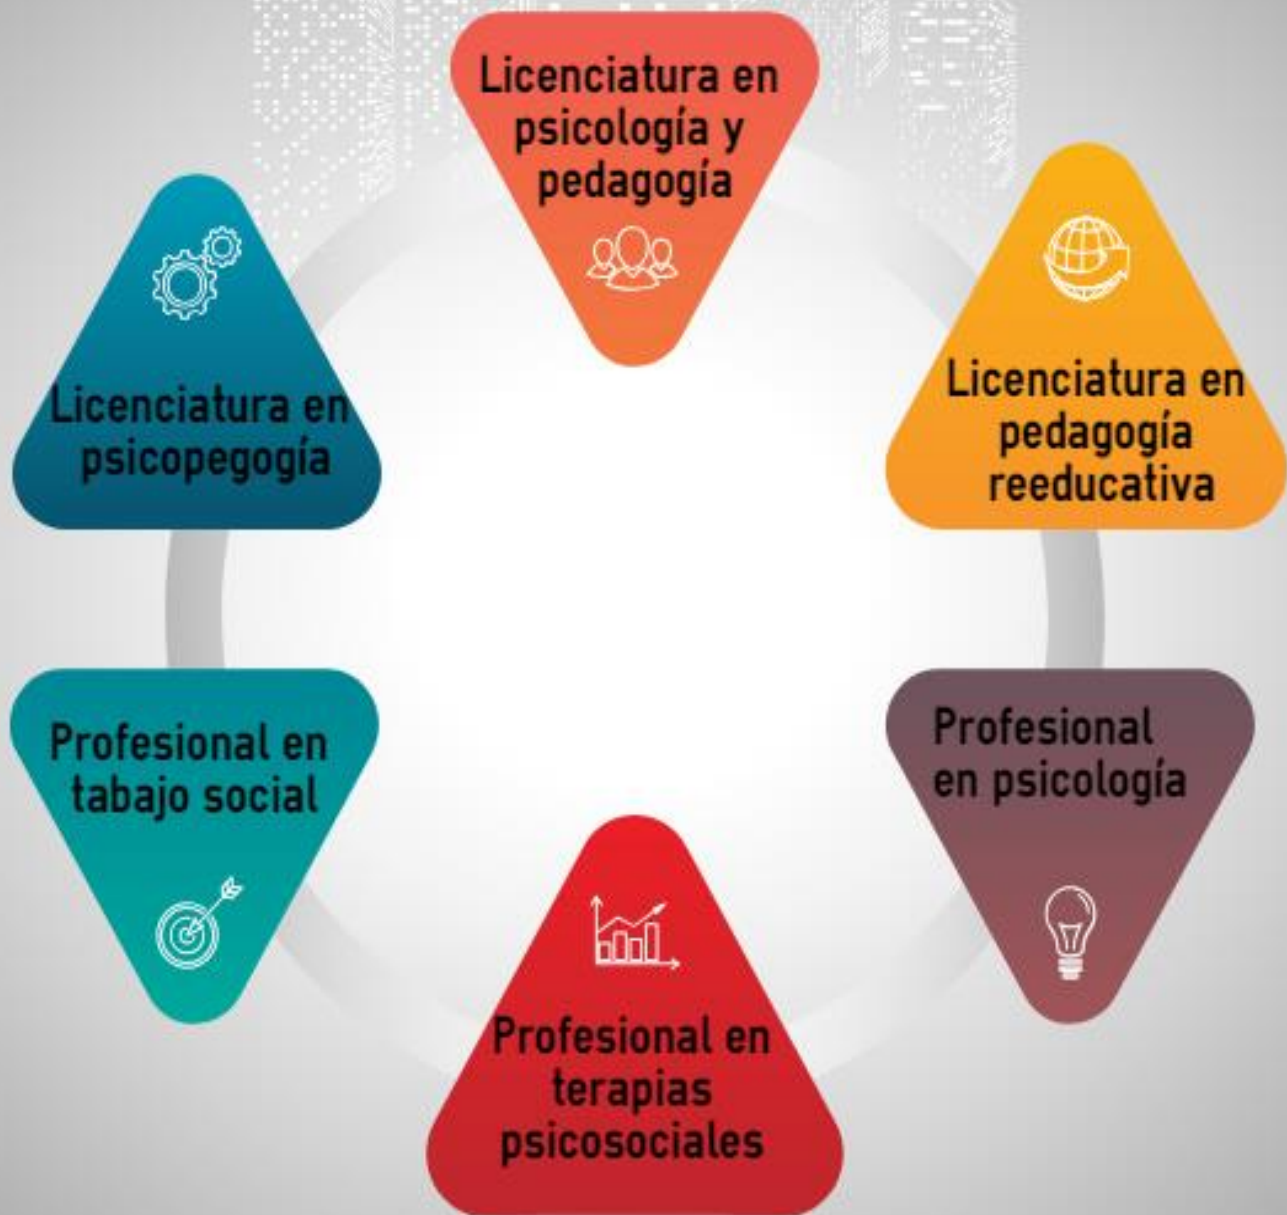 Licenciatura en
psicología y
pedagogía
Licenciatura en
pedagogía
reeducativa
Profesional
en psicología
Profesional en
terapias
psicosociales
Profesional en
tabajo social
Licenciatura en
psicopegogía